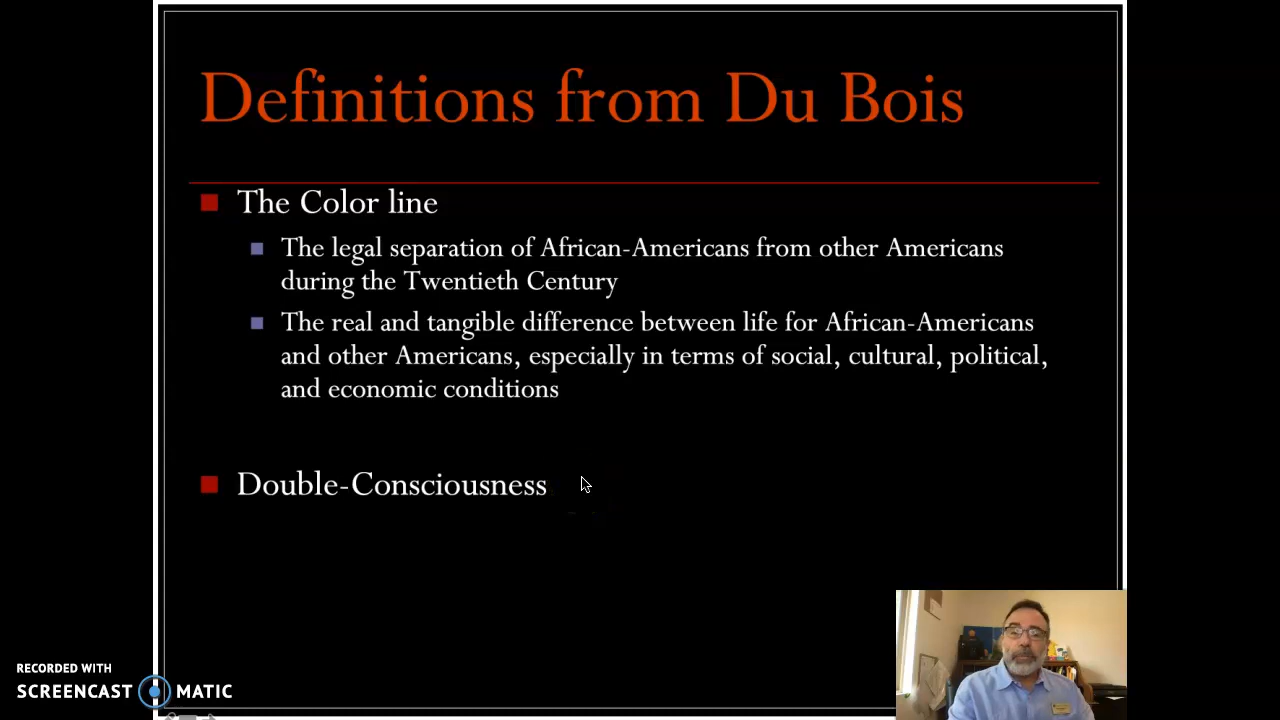 Definitions from Du Bois
The Color line
The legal separation of African-Americans from other Americans
during the Twentieth Century
The real and tangible difference between life for African-Americans
and other Americans, especially in terms of social, cultural, political,
and economic conditions
Double-Consciousness
RECORDED WITH
SCREENCAST MATIC